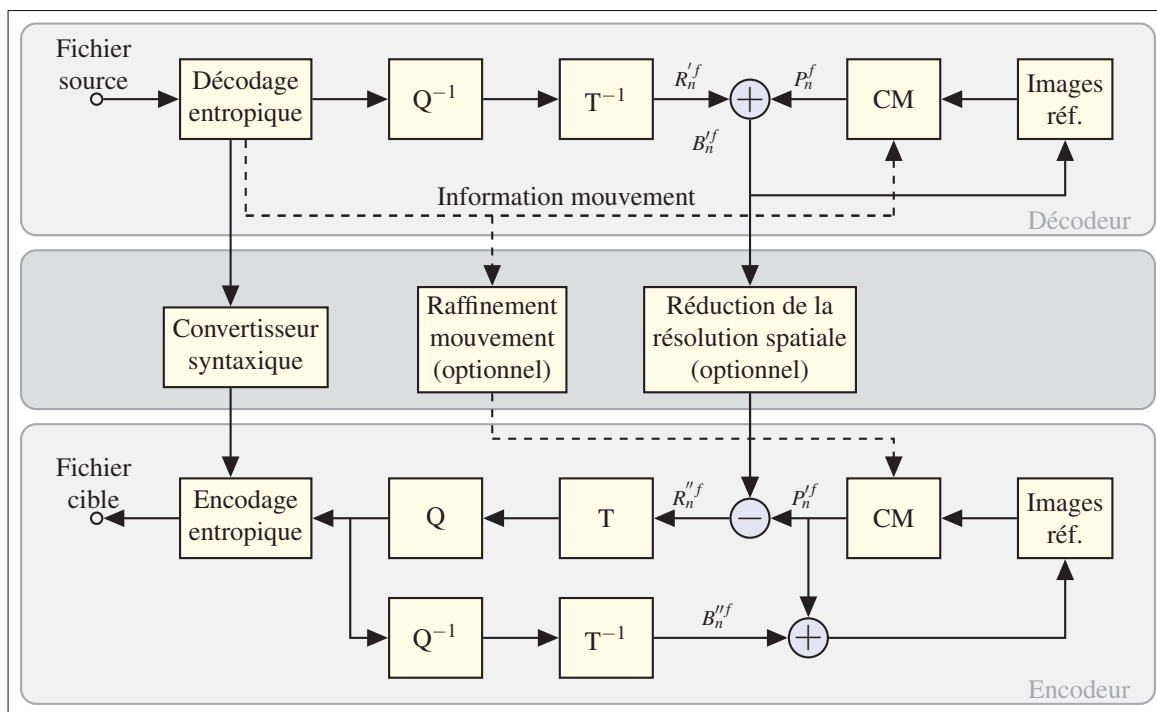 Fichier
source
Décodage
entropique
Q⁻¹
T⁻¹
R'ₙᶠ
Pₙᶠ
CM
Images
réf.
B'ₙᶠ
Information mouvement
Décodeur
Convertisseur
syntaxique
Raffinement
mouvement
(optionnel)
Réduction de la
résolution spatiale
(optionnel)
Fichier
cible
Encodage
entropique
Q
T
R''ₙᶠ
P'ₙᶠ
CM
Images
réf.
Q⁻¹
T⁻¹
B''ₙᶠ
Encodeur